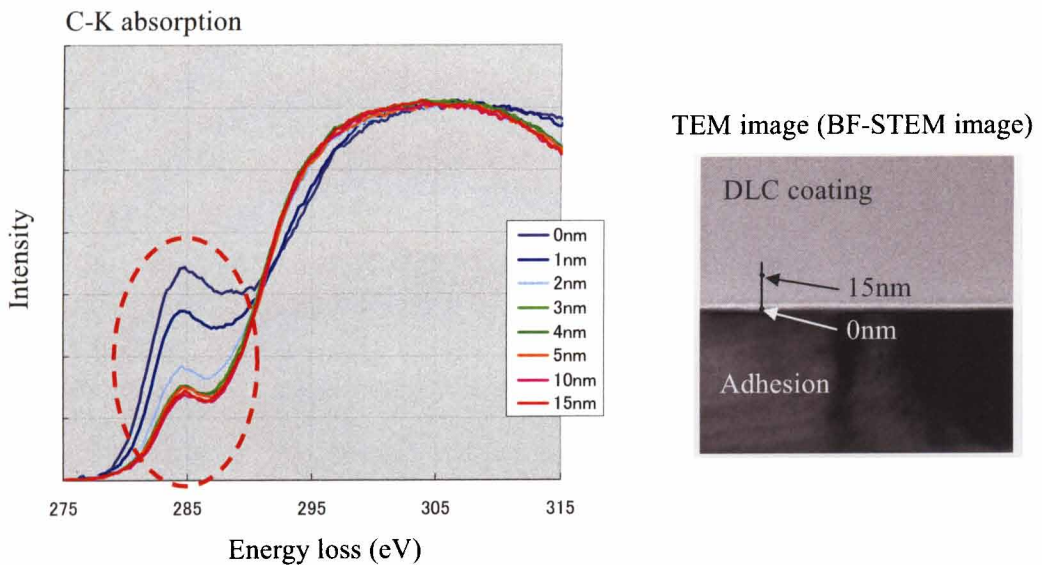 C-K absorption
Intensity
275
285
295
305
315
Energy loss (eV)
0nm
1nm
2nm
3nm
4nm
5nm
10nm
15nm
TEM image (BF-STEM image)
DLC coating
15nm
0nm
Adhesion